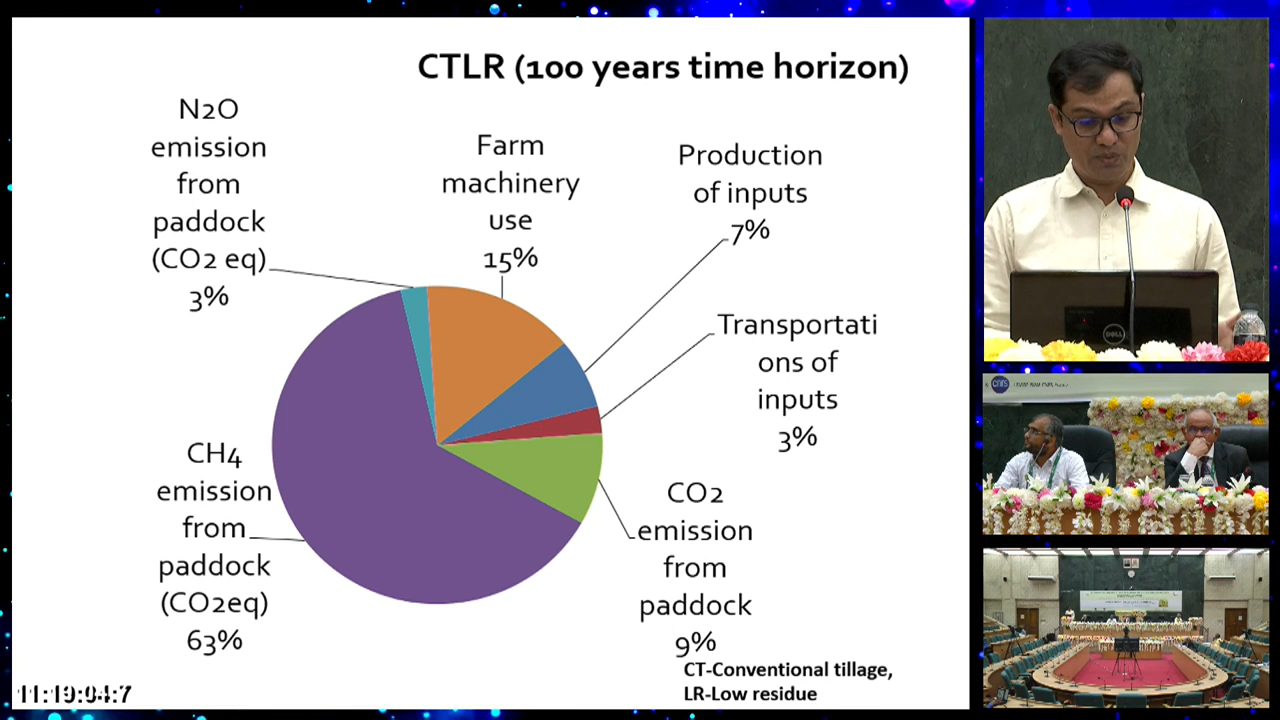 CTLR (100 years time horizon)
N2O
emission
from
paddock
(CO2 eq)
3%
Farm
machinery
use
15%
Production
of inputs
7%
Transportati
ons of
inputs
3%
CO2
emission
from
paddock
9%
CH4
emission
from
paddock
(CO2eq)
63%
CT-Conventional tillage,
LR-Low residue
11:19:04:7
DELL